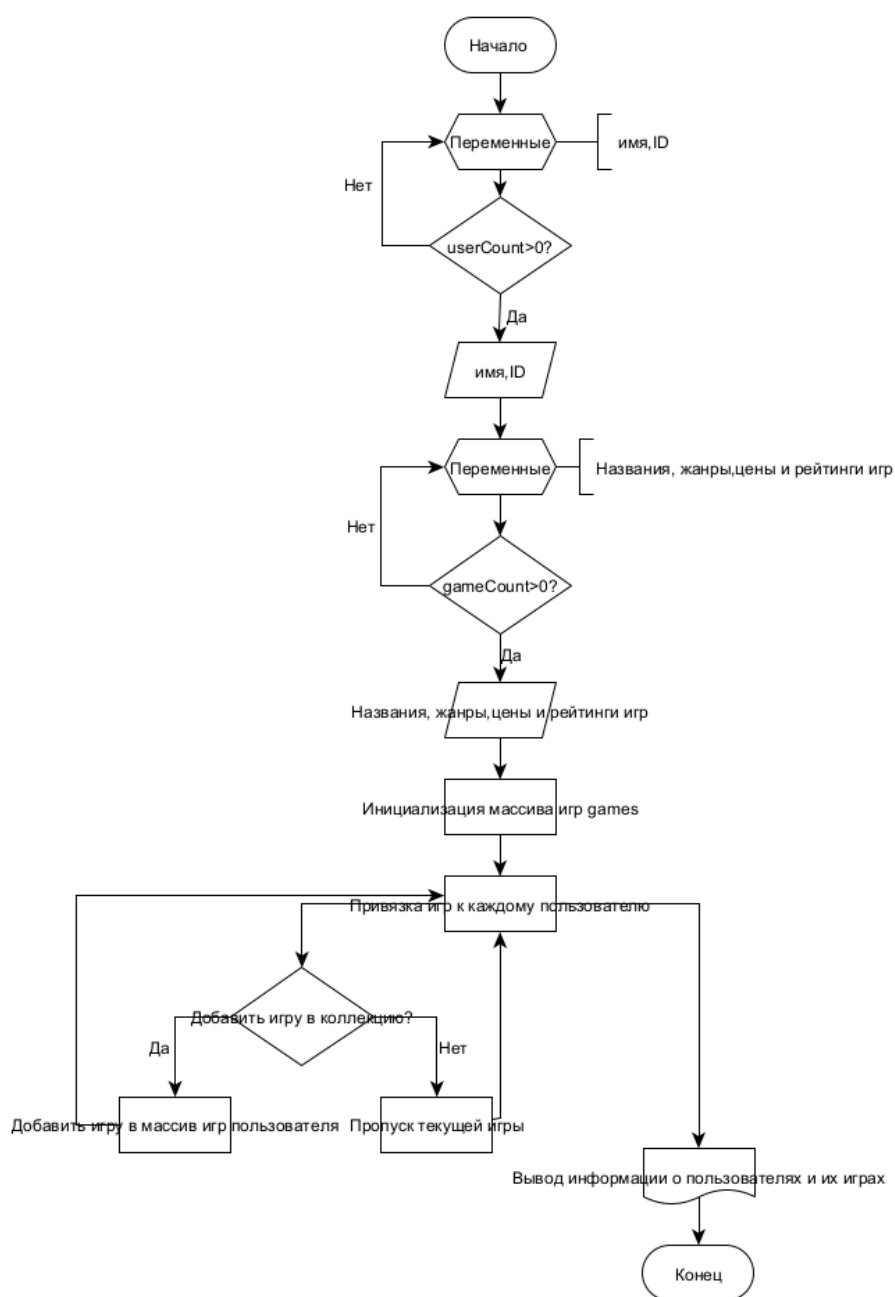 Начало
Переменные
имя,ID
Нет
userCount>0?
Да
имя,ID
Переменные
Названия, жанры,цены и рейтинги игр
Нет
gameCount>0?
Да
Названия, жанры,цены и рейтинги игр
Инициализация массива игр games
Привязка игр к каждому пользователю
Добавить игру в коллекцию?
Да
Нет
Добавить игру в массив игр пользователя
Пропуск текущей игры
Вывод информации о пользователях и их играх
Конец